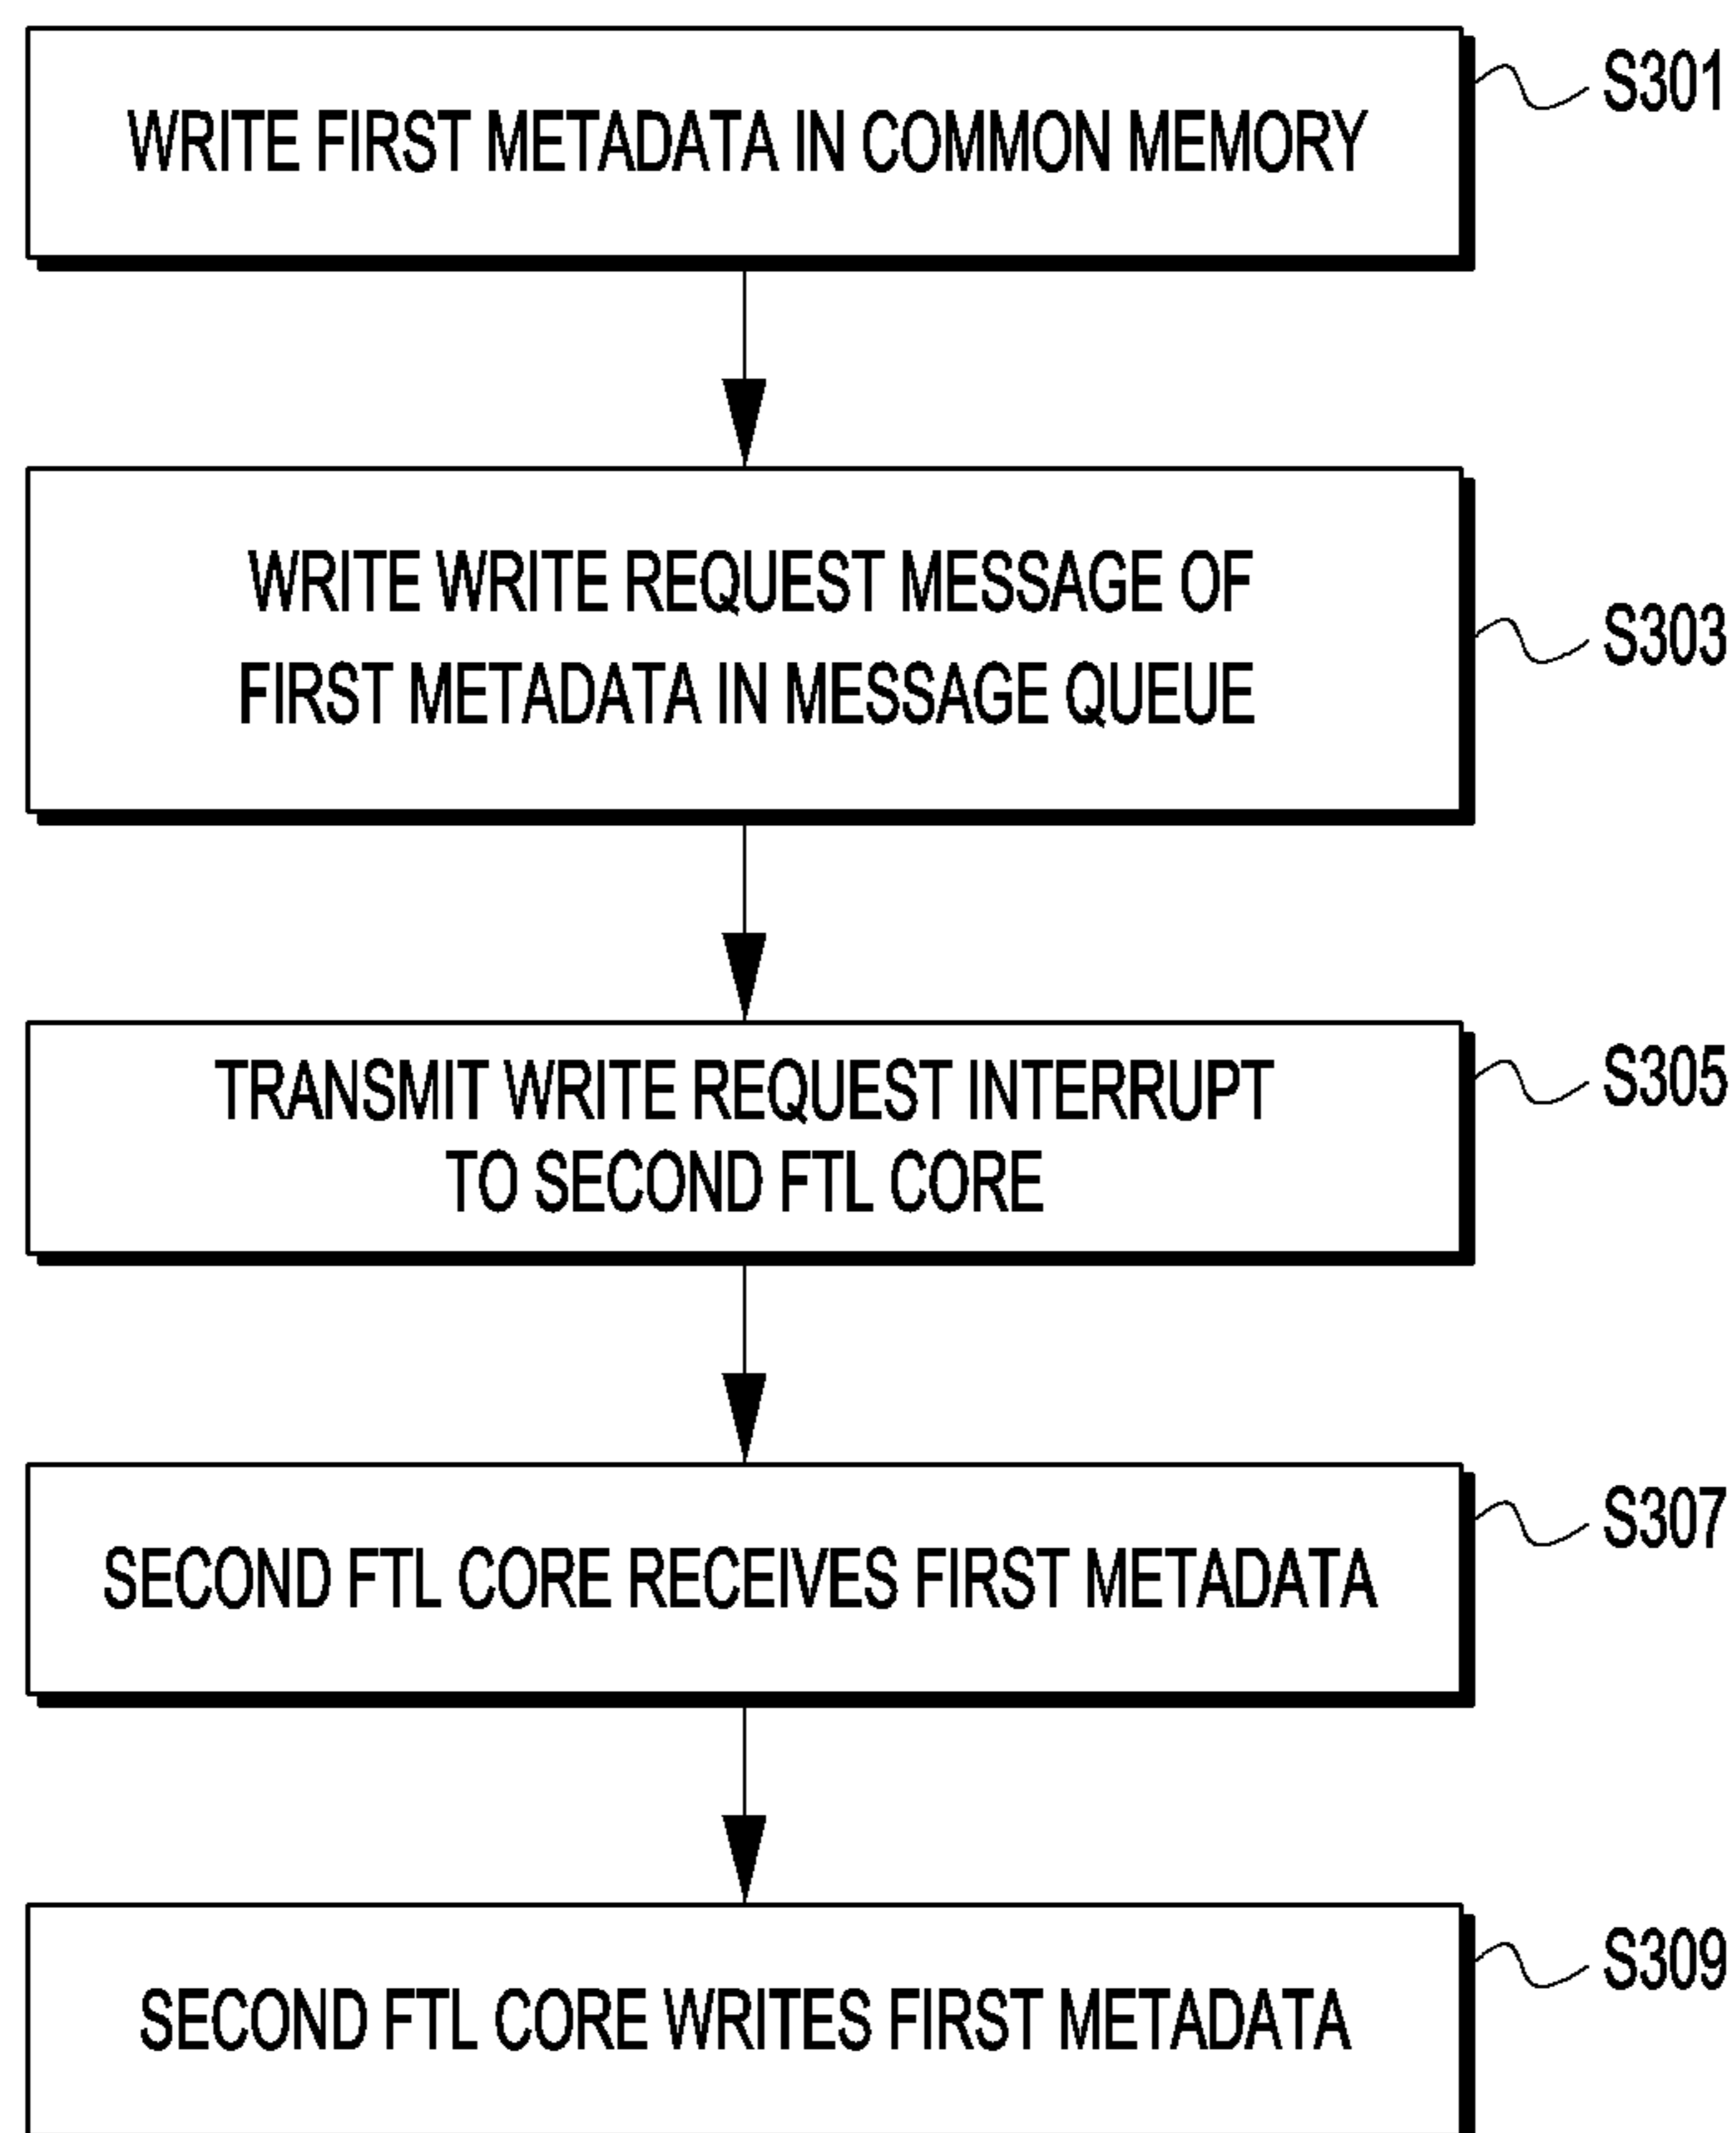 WRITE FIRST METADATA IN COMMON MEMORY
S301
WRITE WRITE REQUEST MESSAGE OF
FIRST METADATA IN MESSAGE QUEUE
S303
TRANSMIT WRITE REQUEST INTERRUPT
TO SECOND FTL CORE
S305
SECOND FTL CORE RECEIVES FIRST METADATA
S307
SECOND FTL CORE WRITES FIRST METADATA
S309